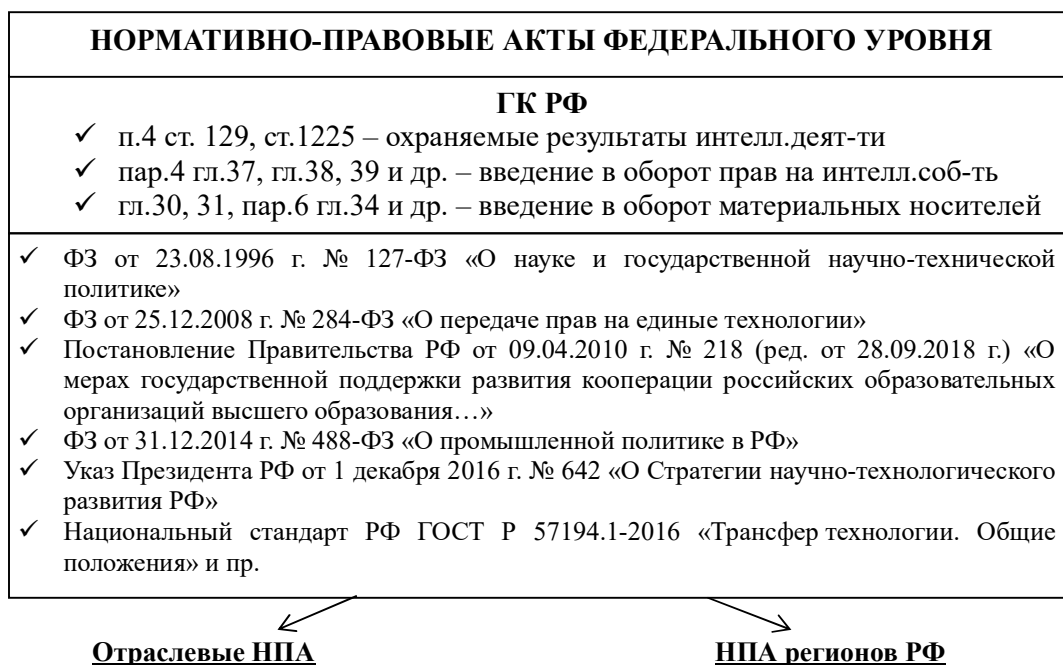 НОРМАТИВНО-ПРАВОВЫЕ АКТЫ ФЕДЕРАЛЬНОГО УРОВНЯ
ГК РФ
✓ п.4 ст. 129, ст.1225 – охраняемые результаты интелл.деят-ти
✓ пар.4 гл.37, гл.38, 39 и др. – введение в оборот прав на интелл.соб-ть
✓ гл.30, 31, пар.6 гл.34 и др. – введение в оборот материальных носителей
✓ ФЗ от 23.08.1996 г. № 127-ФЗ «О науке и государственной научно-технической
политике»
✓ ФЗ от 25.12.2008 г. № 284-ФЗ «О передаче прав на единые технологии»
✓ Постановление Правительства РФ от 09.04.2010 г. № 218 (ред. от 28.09.2018 г.) «О
мерах государственной поддержки развития кооперации российских образовательных
организаций высшего образования…»
✓ ФЗ от 31.12.2014 г. № 488-ФЗ «О промышленной политике в РФ»
✓ Указ Президента РФ от 1 декабря 2016 г. № 642 «О Стратегии научно-технологического
развития РФ»
✓ Национальный стандарт РФ ГОСТ Р 57194.1-2016 «Трансфер технологии. Общие
положения» и пр.
Отраслевые НПА
НПА регионов РФ